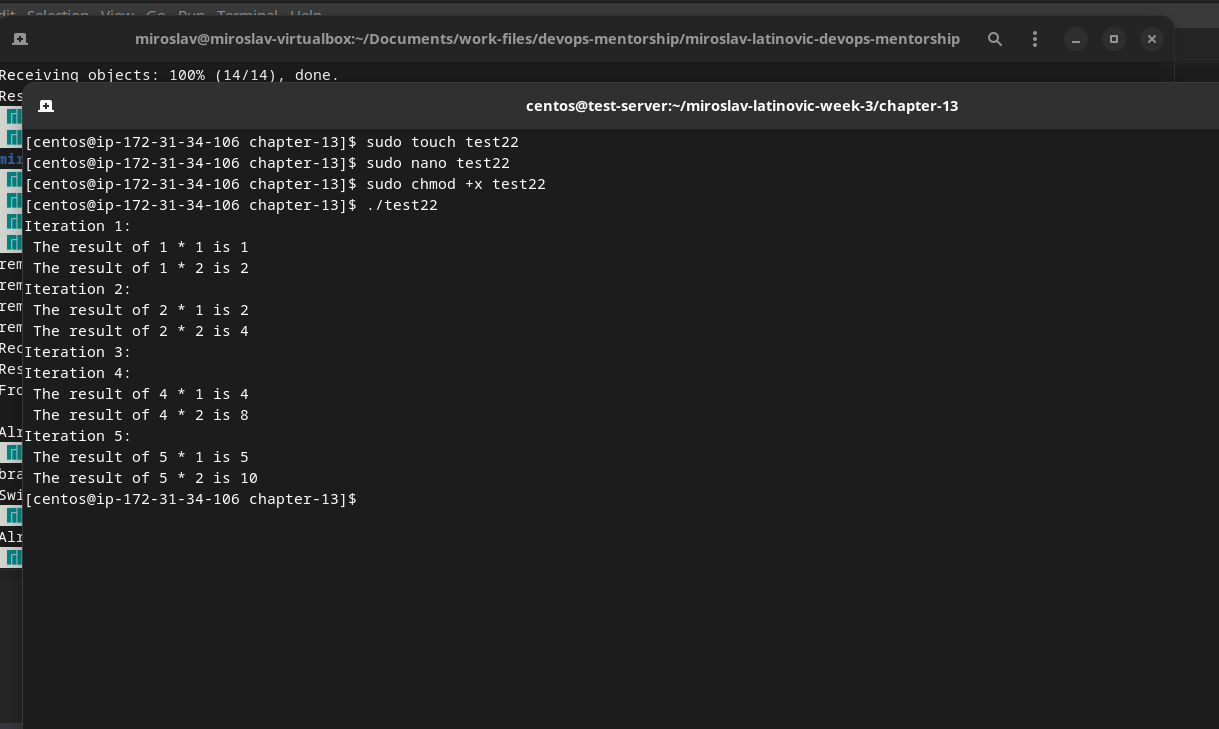 dit Selection View Go Run Terminal Help
miroslav@miroslav-virtualbox:~/Documents/work-files/devops-mentorship/miroslav-latinovic-devops-mentorship
Receiving objects: 100% (14/14), done.
Res
centos@test-server:~/miroslav-latinovic-week-3/chapter-13
[centos@ip-172-31-34-106 chapter-13]$ sudo touch test22
mir
[centos@ip-172-31-34-106 chapter-13]$ sudo nano test22
[centos@ip-172-31-34-106 chapter-13]$ sudo chmod +x test22
[centos@ip-172-31-34-106 chapter-13]$ ./test22
Iteration 1:
The result of 1 * 1 is 1
rem
The result of 1 * 2 is 2
rem
Iteration 2:
rem
The result of 2 * 1 is 2
rem
The result of 2 * 2 is 4
Rec
Iteration 3:
Res
Iteration 4:
Fro
The result of 4 * 1 is 4
The result of 4 * 2 is 8
Alr
Iteration 5:
The result of 5 * 1 is 5
bra
The result of 5 * 2 is 10
Swi
[centos@ip-172-31-34-106 chapter-13]$
Alr